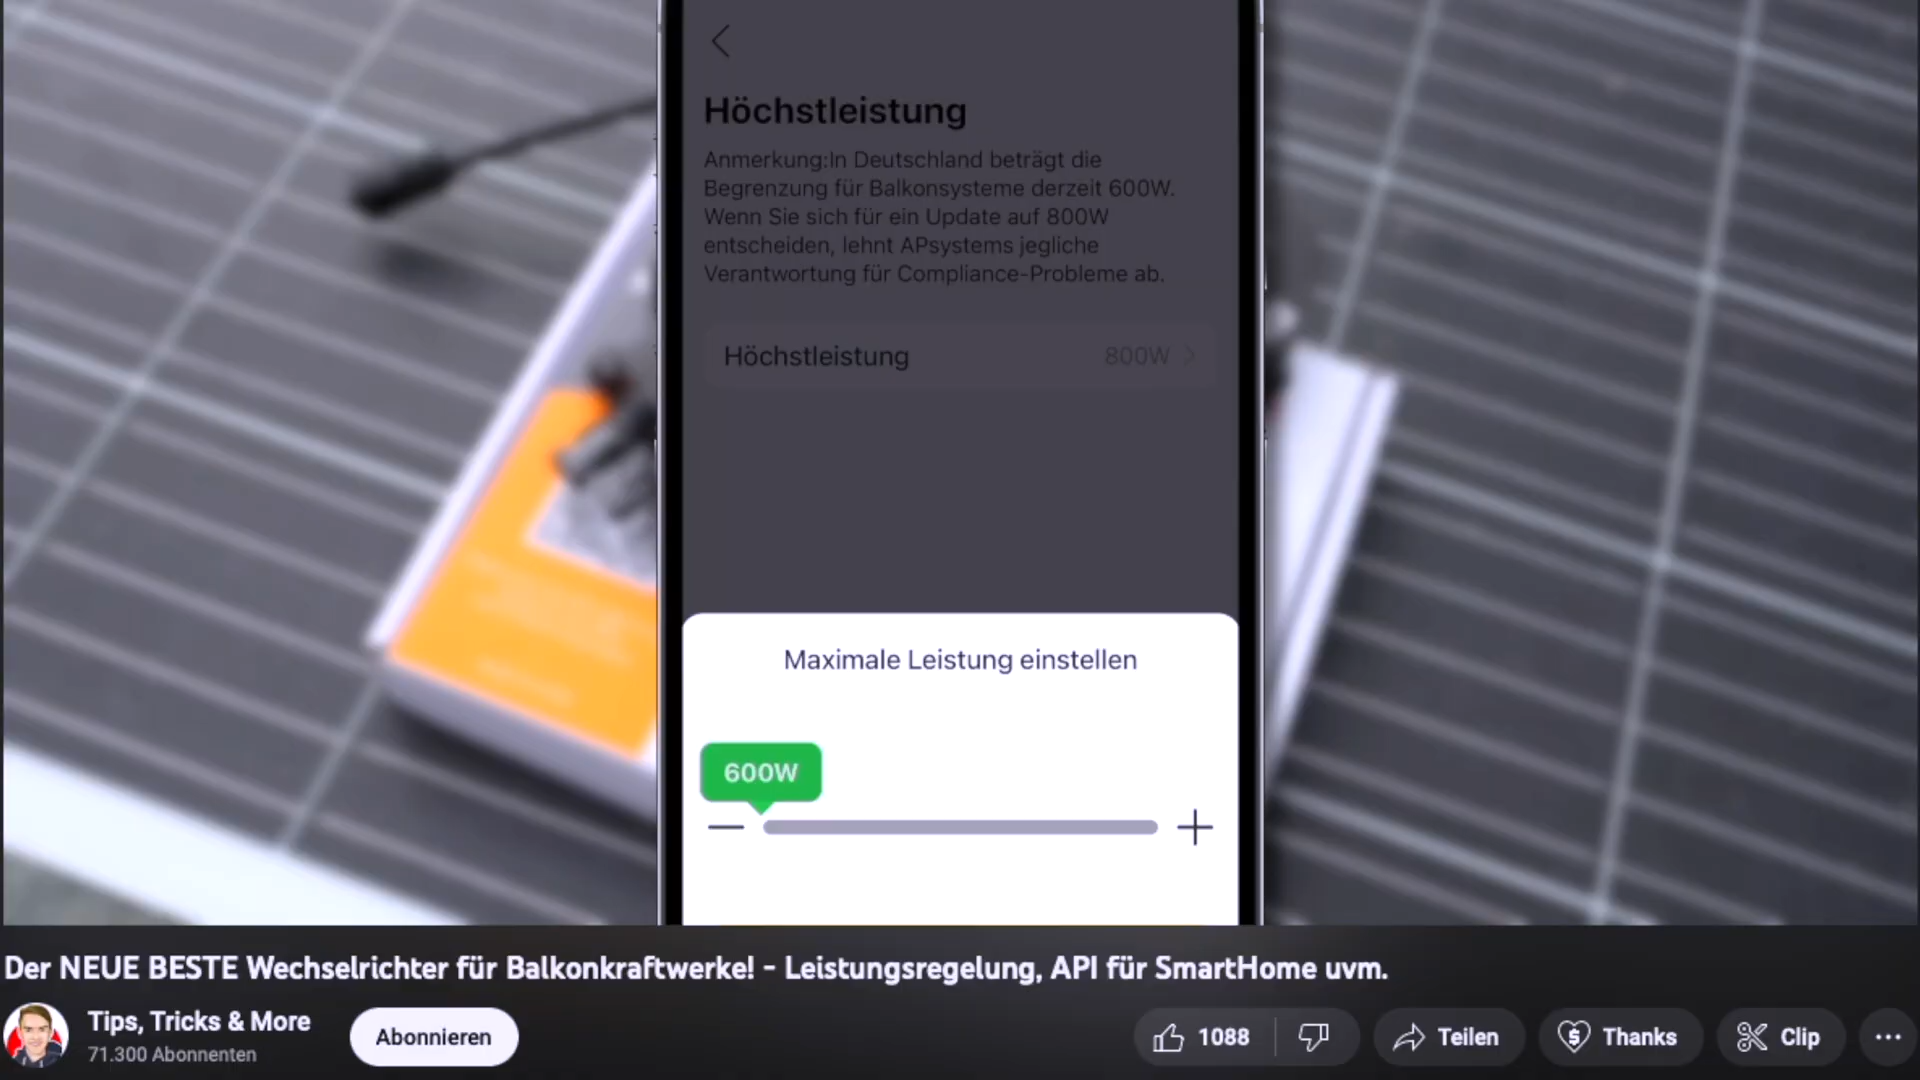 Höchstleistung
Anmerkung:In Deutschland beträgt die
Begrenzung für Balkonsysteme derzeit 600W.
Wenn Sie sich für ein Update auf 800W
entscheiden, lehnt APsystems jegliche
Verantwortung für Compliance-Probleme ab.
Höchstleistung 800W
Maximale Leistung einstellen
600W
Der NEUE BESTE Wechselrichter für Balkonkraftwerke! - Leistungsregelung, API für SmartHome uvm.
Tips, Tricks & More
71.300 Abonnenten
Abonnieren
1088
Teilen
Thanks
Clip